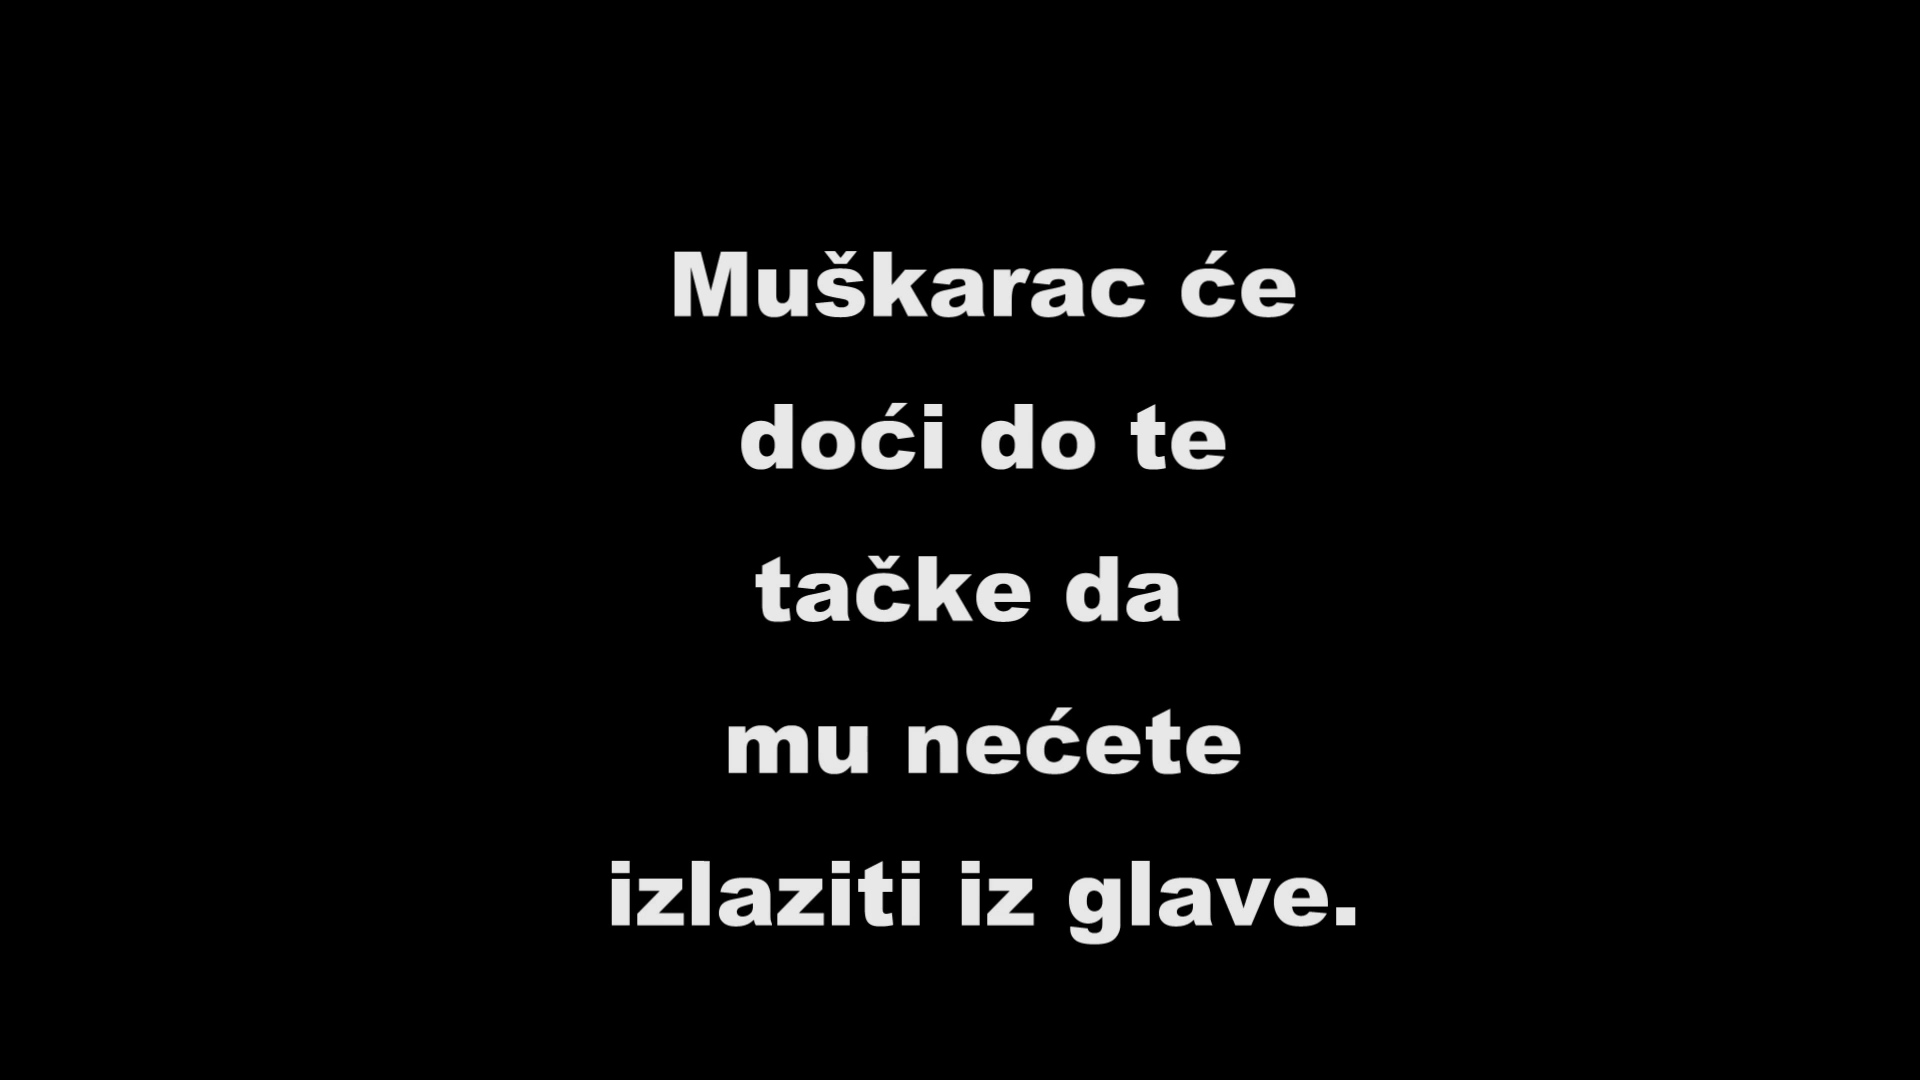 Muškarac će
doći do te
tačke da
mu nećete
izlaziti iz glave.